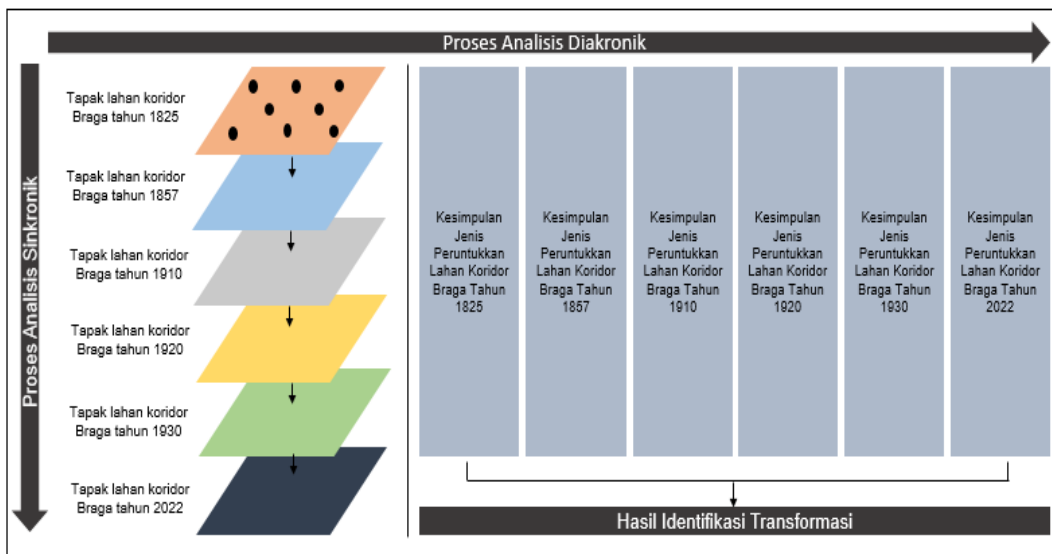 Proses Analisis Diakronik
Proses Analisis Sinkronik
Tapak lahan koridor
Braga tahun 1825
Tapak lahan koridor
Braga tahun 1857
Tapak lahan koridor
Braga tahun 1910
Tapak lahan koridor
Braga tahun 1920
Tapak lahan koridor
Braga tahun 1930
Tapak lahan koridor
Braga tahun 2022
Kesimpulan
Jenis
Peruntukkan
Lahan Koridor
Braga Tahun
1825
Kesimpulan
Jenis
Peruntukkan
Lahan Koridor
Braga Tahun
1857
Kesimpulan
Jenis
Peruntukkan
Lahan Koridor
Braga Tahun
1910
Kesimpulan
Jenis
Peruntukkan
Lahan Koridor
Braga Tahun
1920
Kesimpulan
Jenis
Peruntukkan
Lahan Koridor
Braga Tahun
1930
Kesimpulan
Jenis
Peruntukkan
Lahan Koridor
Braga Tahun
2022
Hasil Identifikasi Transformasi